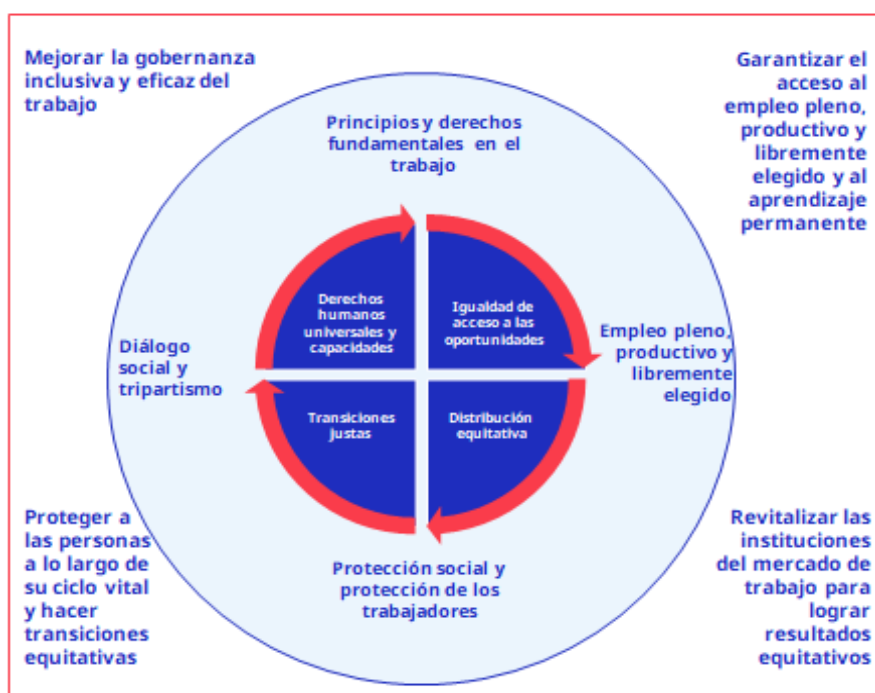 Mejorar la gobernanza
inclusiva y eficaz del
trabajo
Garantizar el
acceso al
empleo pleno,
productivo y
libremente
elegido y al
aprendizaje
permanente
Principios y derechos
fundamentales en el
trabajo
Derechos
humanos
universales y
capacidades
Igualdad de
acceso a las
oportunidades
Diálogo
social y
tripartismo
Empleo pleno,
productivo y
libremente
elegido
Transiciones
justas
Distribución
equitativa
Proteger a
las personas
a lo largo de
su ciclo vital
y hacer
transiciones
equitativas
Protección social y
protección de los
trabajadores
Revitalizar las
instituciones
del mercado de
trabajo para
lograr
resultados
equitativos